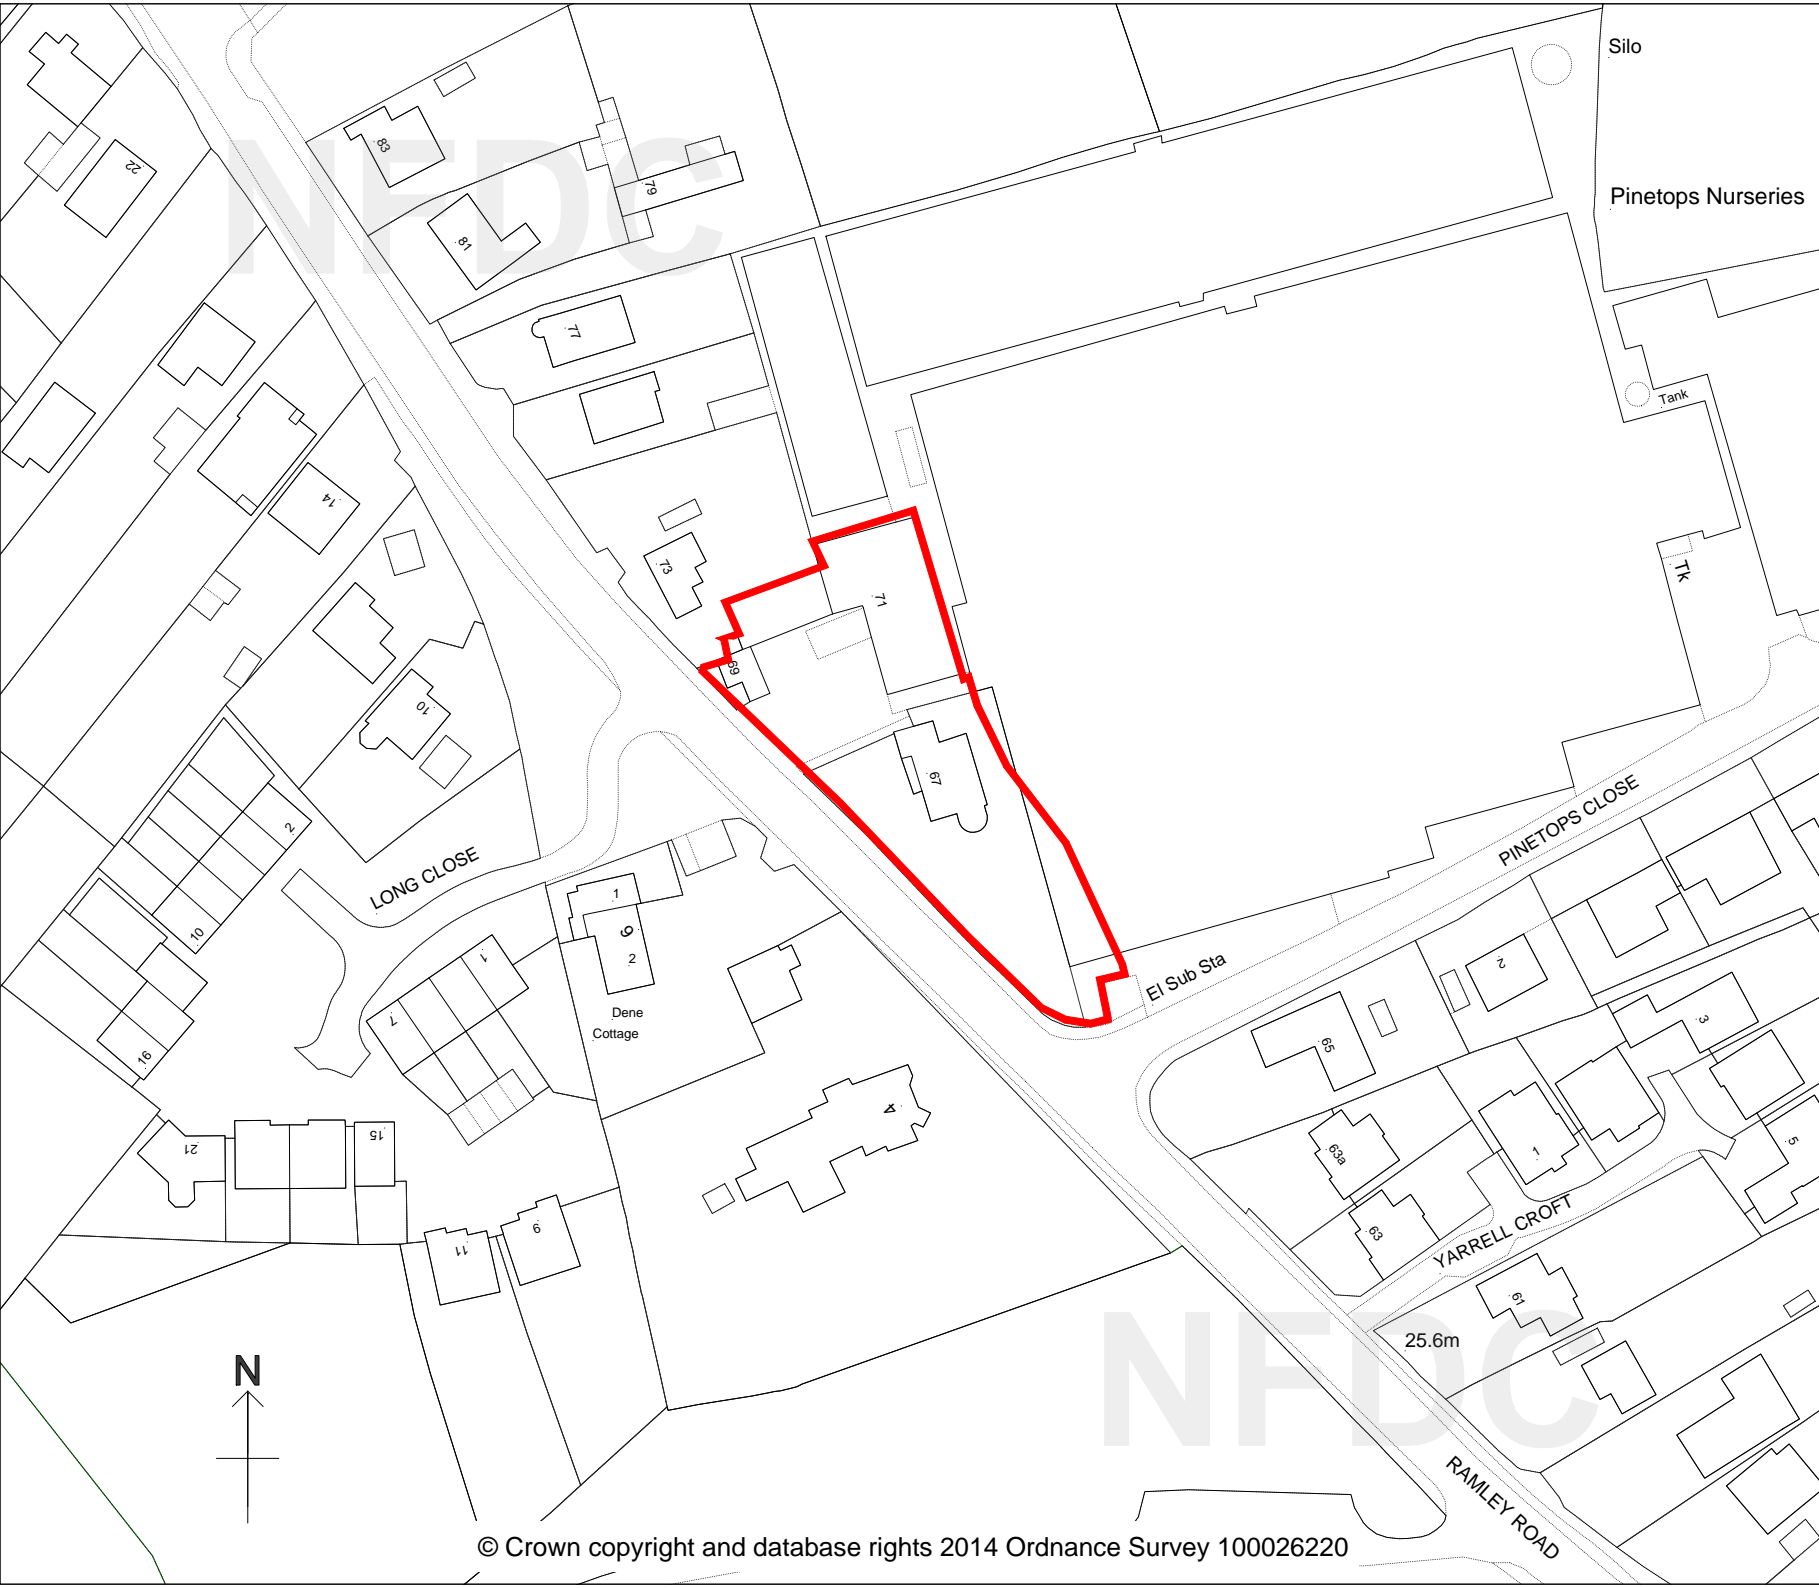 Silo
NFDC
83
22
79
Pinetops Nurseries
81
77
Tank
14
73
Tk
71
69
10
67
2
PINETOPS CLOSE
LONG CLOSE
1
9
2
10
1
El Sub Sta
2
7
Dene
Cottage
3
65
16
4
15
21
63a
1
5
9
63
11
YARRELL CROFT
61
NFDC
25.6m
N
RAMLEY ROAD
© Crown copyright and database rights 2014 Ordnance Survey 100026220